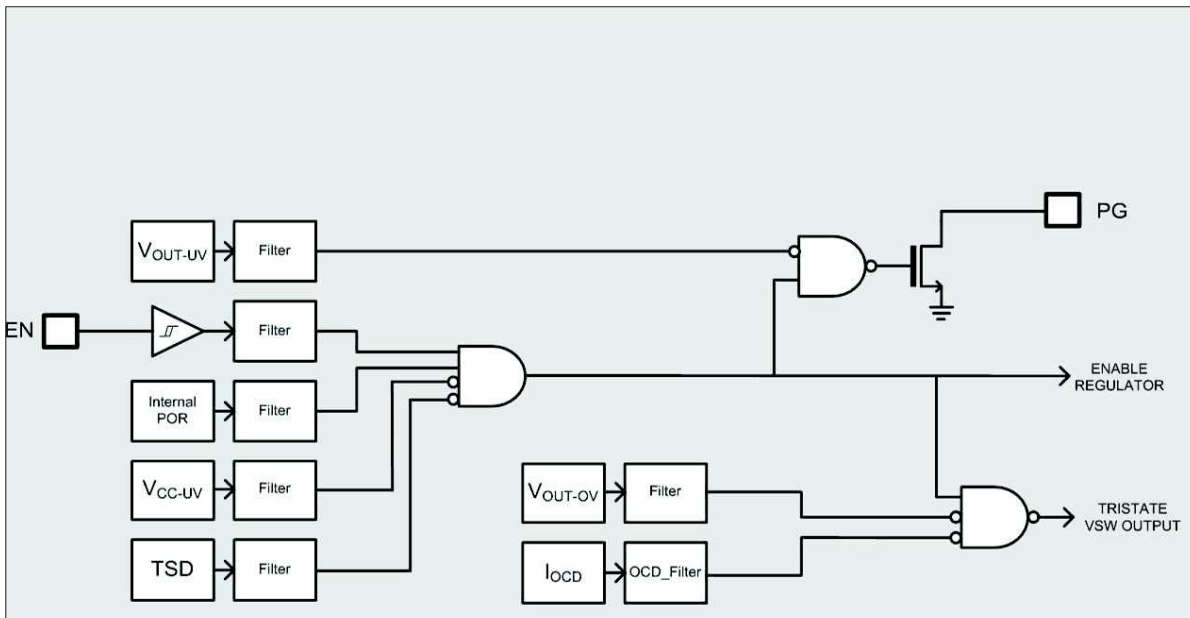 PG
VOUT-UV
Filter
EN
Filter
ENABLE
REGULATOR
Internal
POR
Filter
VCC-UV
Filter
VOUT-OV
Filter
TRISTATE
VSW OUTPUT
TSD
Filter
IOCD
OCD_Filter